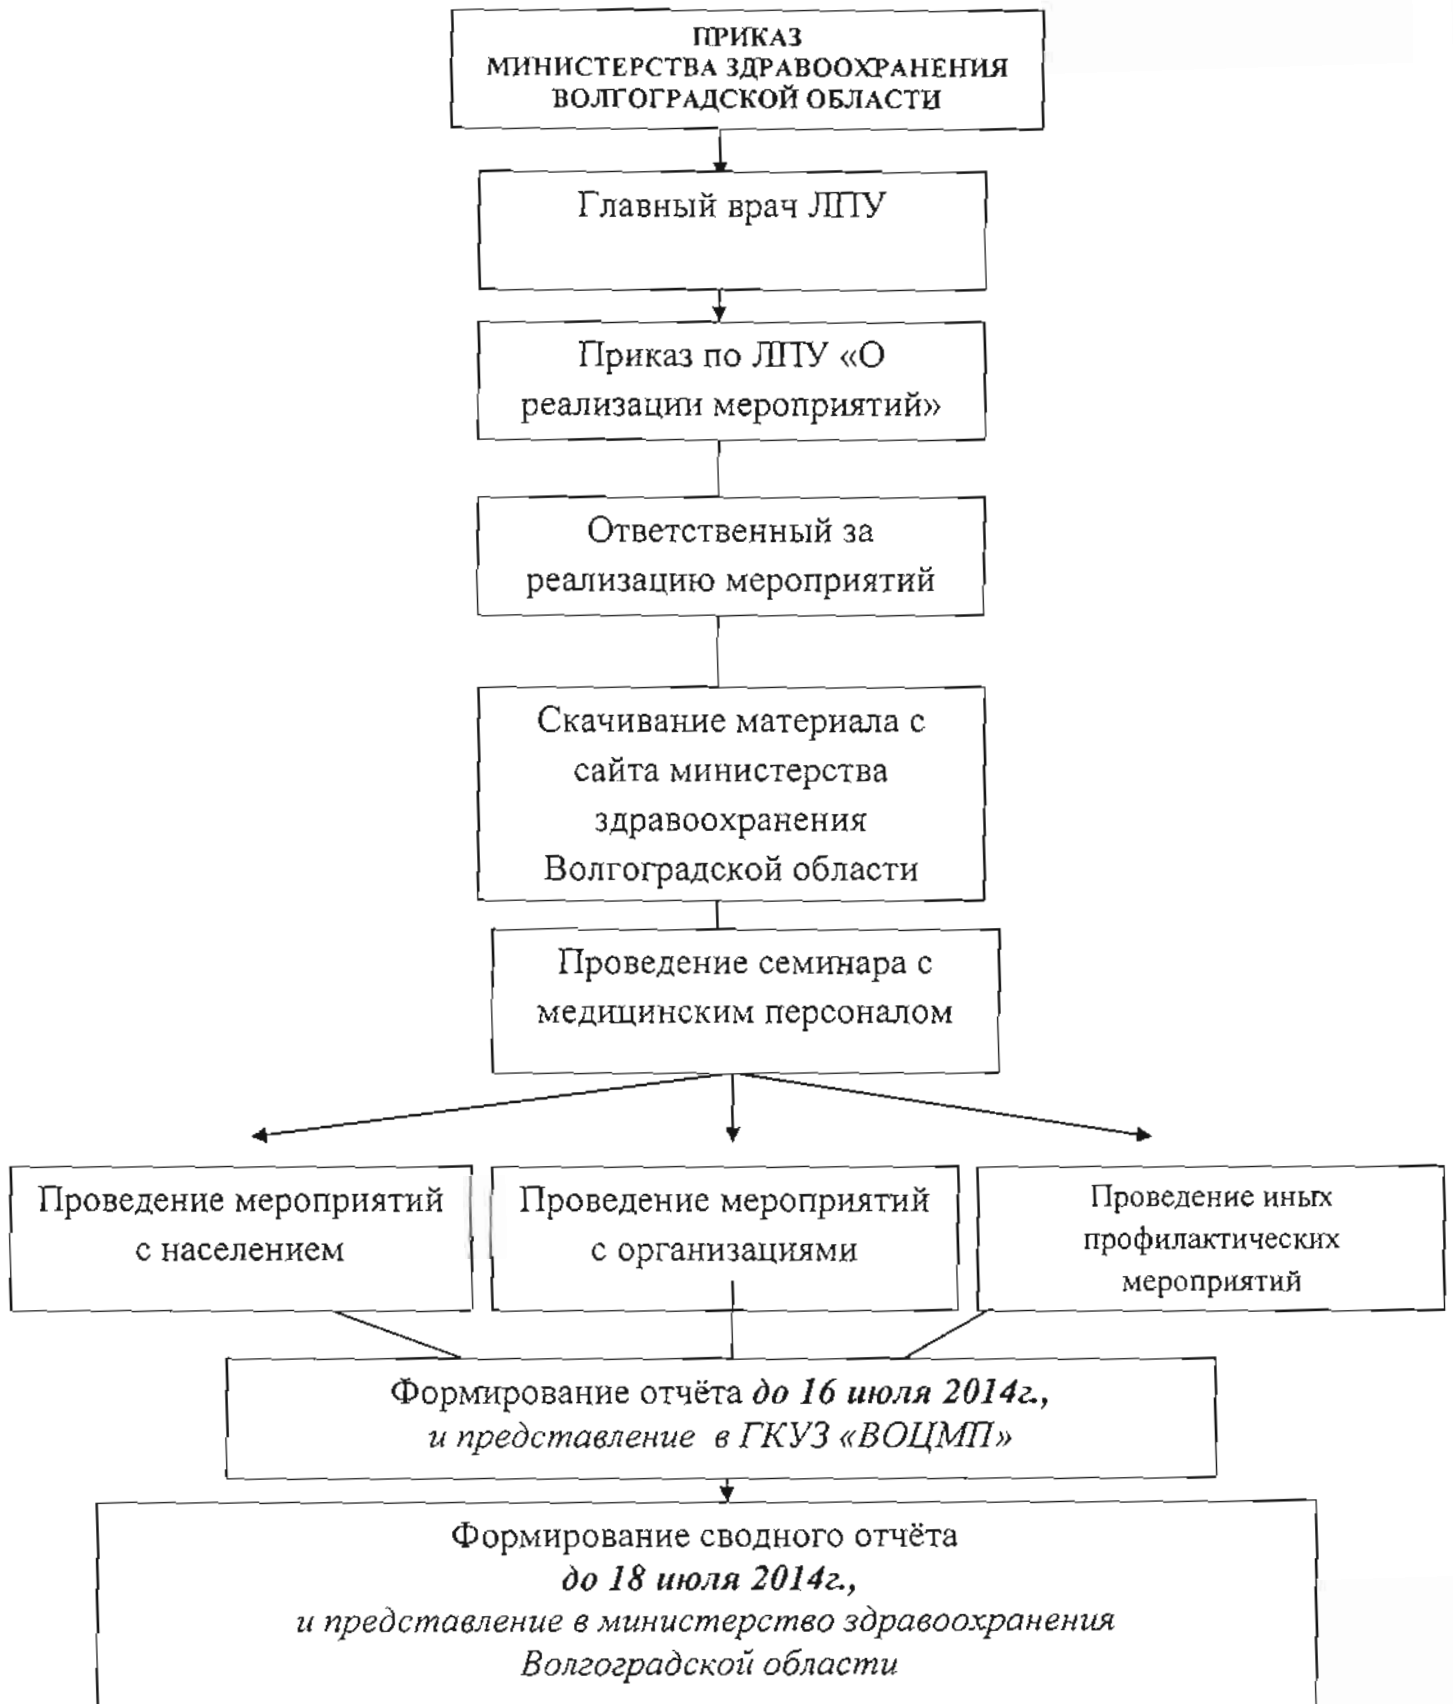 ПРИКАЗ
МИНИСТЕРСТВА ЗДРАВООХРАНЕНИЯ
ВОЛГОГРАДСКОЙ ОБЛАСТИ
Главный врач ЛПУ
Приказ по ЛПУ «О
реализации мероприятий»
Ответственный за
реализацию мероприятий
Скачивание материала с
сайта министерства
здравоохранения
Волгоградской области
Проведение семинара с
медицинским персоналом
Проведение мероприятий
с населением
Проведение мероприятий
с организациями
Проведение иных
профилактических
мероприятий
Формирование отчёта до 16 июля 2014г.,
и представление в ГКУЗ «ВОЦМП»
Формирование сводного отчёта
до 18 июля 2014г.,
и представление в министерство здравоохранения
Волгоградской области